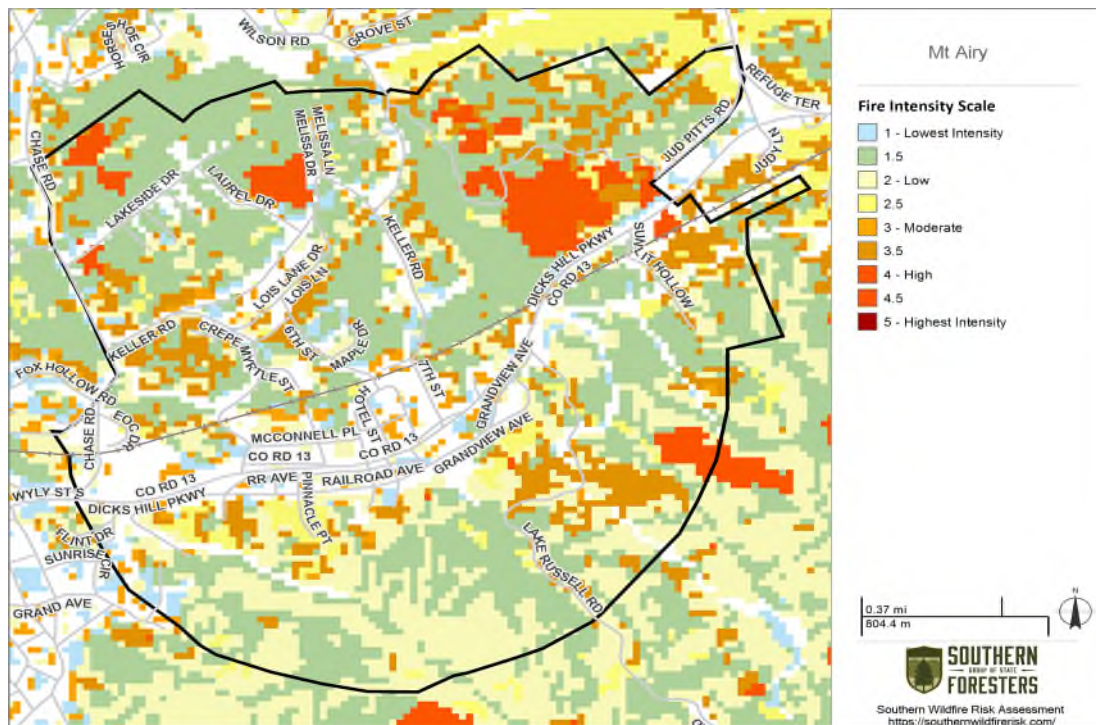 Mt Airy
Fire Intensity Scale
1 - Lowest Intensity
1.5
2 - Low
2.5
3 - Moderate
3.5
4 - High
4.5
5 - Highest Intensity
0.37 mi
604.4 m
N
SOUTHERN
GROUP OF STATE
FORESTERS
Southern Wildfire Risk Assessment
https://southernwildfirerisk.com/
HORSE
SHOE CIR
WILSON RD
GROVE ST
REFUGE TER
JUD PITTS RD
JUDY LN
CHASE RD
MELISSA LN
MELISSA DR
LAKESIDE DR
LAUREL DR
KELLER RD
LOIS LANE DR
LOIS LN
DICKS HILL PKWY
CO RD 13
SUNLIT HOLLOW
KELLER RD
CREPE MYRTLE ST
6TH ST
MAPLE DR
7TH ST
GRANDVIEW AVE
FOX HOLLOW RD
EOC DR
CHASE RD
HOTEL ST
MCCONNELL PL
CO RD 13
CO RD 13
GRANDVIEW AVE
CO RD 13
RR AVE
RAILROAD AVE
WYLY ST S
DICKS HILL PKWY
PINNACLE PT
FLINT DR
SUNRISE CIR
LAKE RUSSELL RD
GRAND AVE